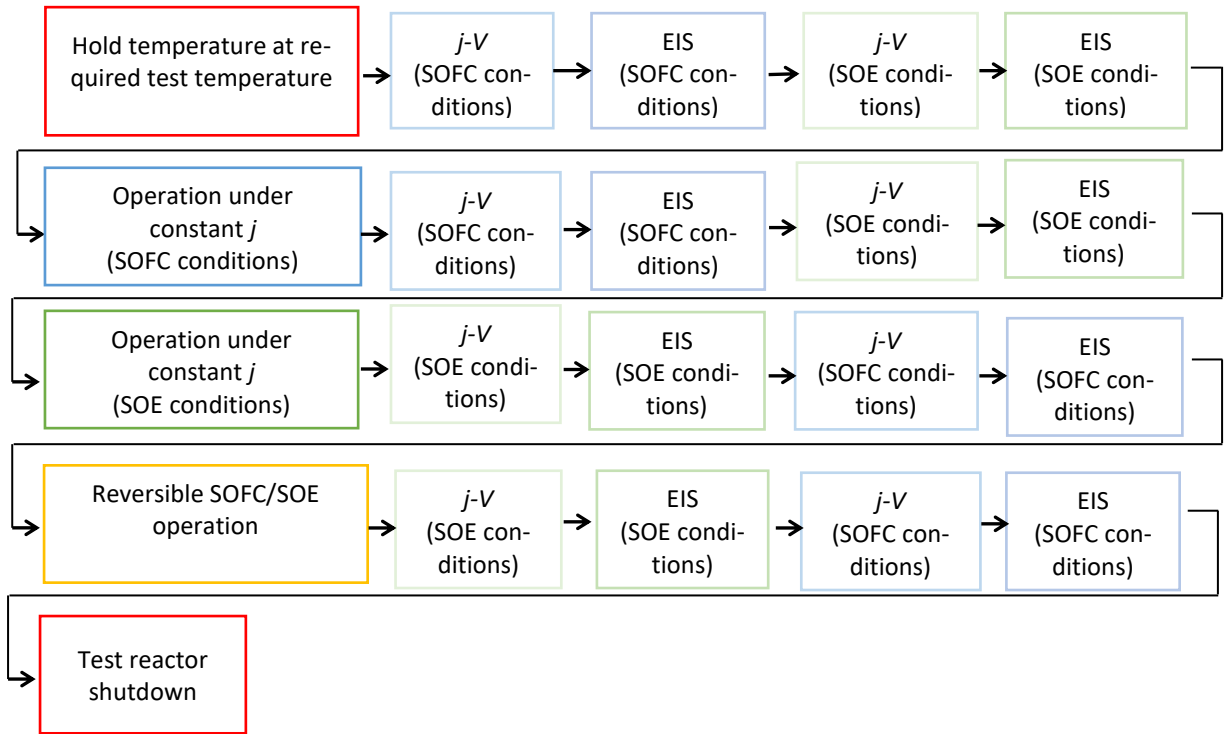 Hold temperature at re-
quired test temperature
j-V
(SOFC con-
ditions)
EIS
(SOFC con-
ditions)
j-V
(SOE condi-
tions)
EIS
(SOE condi-
tions)
Operation under
constant j
(SOFC conditions)
j-V
(SOFC con-
ditions)
EIS
(SOFC con-
ditions)
j-V
(SOE condi-
tions)
EIS
(SOE condi-
tions)
Operation under
constant j
(SOE conditions)
j-V
(SOE condi-
tions)
EIS
(SOE condi-
tions)
j-V
(SOFC condi-
tions)
EIS
(SOFC con-
ditions)
Reversible SOFC/SOE
operation
j-V
(SOE con-
ditions)
EIS
(SOE condi-
tions)
j-V
(SOFC con-
ditions)
EIS
(SOFC con-
ditions)
Test reactor
shutdown